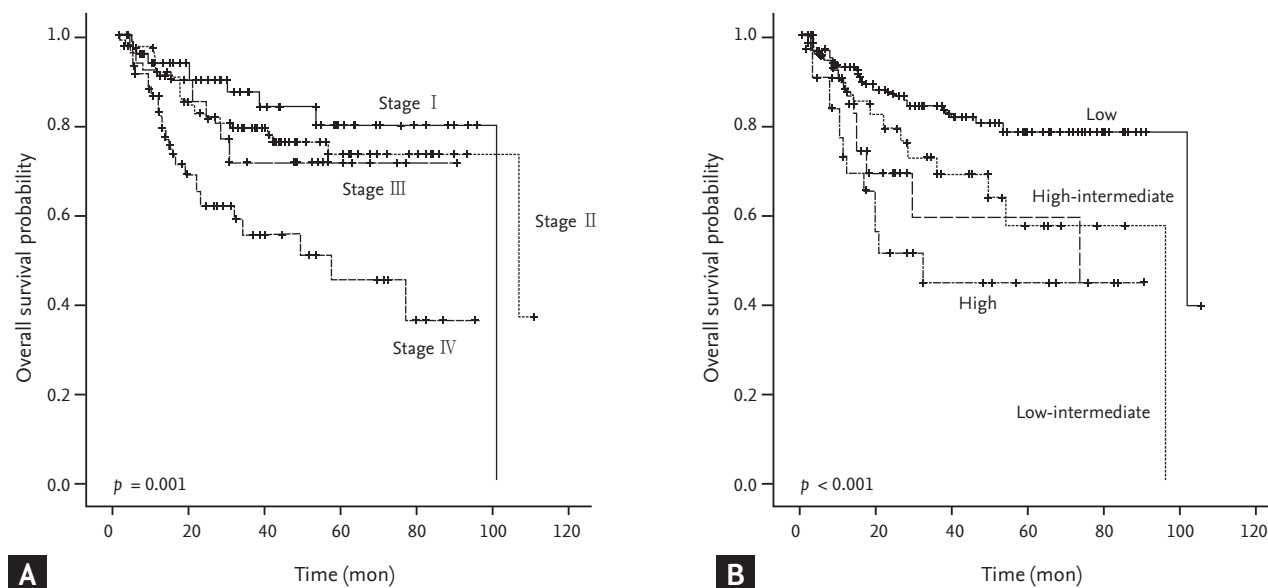 1.0
0.8
0.6
0.4
0.2
0.0
Overall survival probability
Stage Ⅰ
Stage Ⅲ
Stage Ⅱ
Stage Ⅳ
p = 0.001
0 20 40 60 80 100 120
Time (mon)
A
1.0
0.8
0.6
0.4
0.2
0.0
Overall survival probability
Low
High-intermediate
High
Low-intermediate
p < 0.001
0 20 40 60 80 100 120
Time (mon)
B